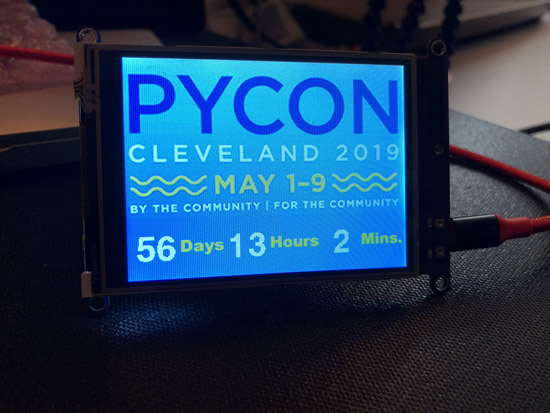 PYCON
CLEVELAND 2019
MAY 1-9
BY THE COMMUNITY | FOR THE COMMUNITY
56 Days 13 Hours 2 Mins.